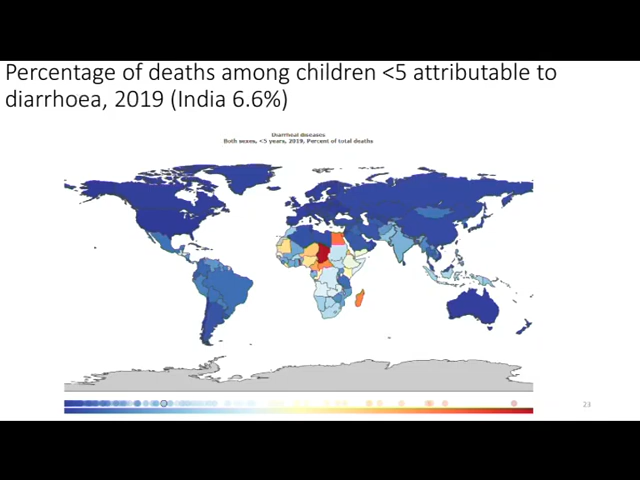 Percentage of deaths among children <5 attributable to
diarrhoea, 2019 (India 6.6%)
Diarrheal diseases
Both sexes, <5 years, 2019, Percent of total deaths
23